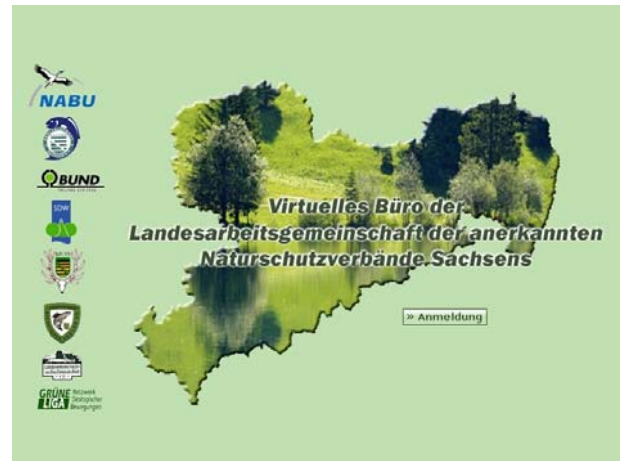 NABU
BUND
SDW
GRÜNE LIGA Netzwerk Ökologischer Bewegungen
Virtuelles Büro der
Landesarbeitsgemeinschaft der anerkannten
Naturschutzverbände Sachsens
» Anmeldung